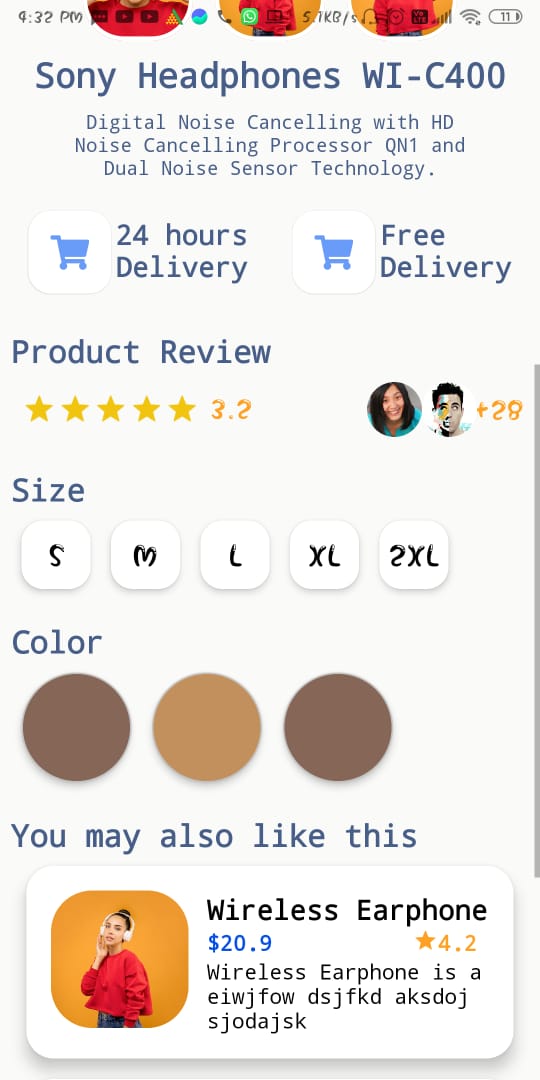 4:32 PM 5.7KB/s 11
Sony Headphones WI-C400
Digital Noise Cancelling with HD
Noise Cancelling Processor QN1 and
Dual Noise Sensor Technology.
24 hours
Delivery
Free
Delivery
Product Review
3.2
+28
Size
S M L XL 2XL
Color
You may also like this
Wireless Earphone
$20.9 4.2
Wireless Earphone is a
eiwjfow dsjfkd aksdoj
sjodajsk